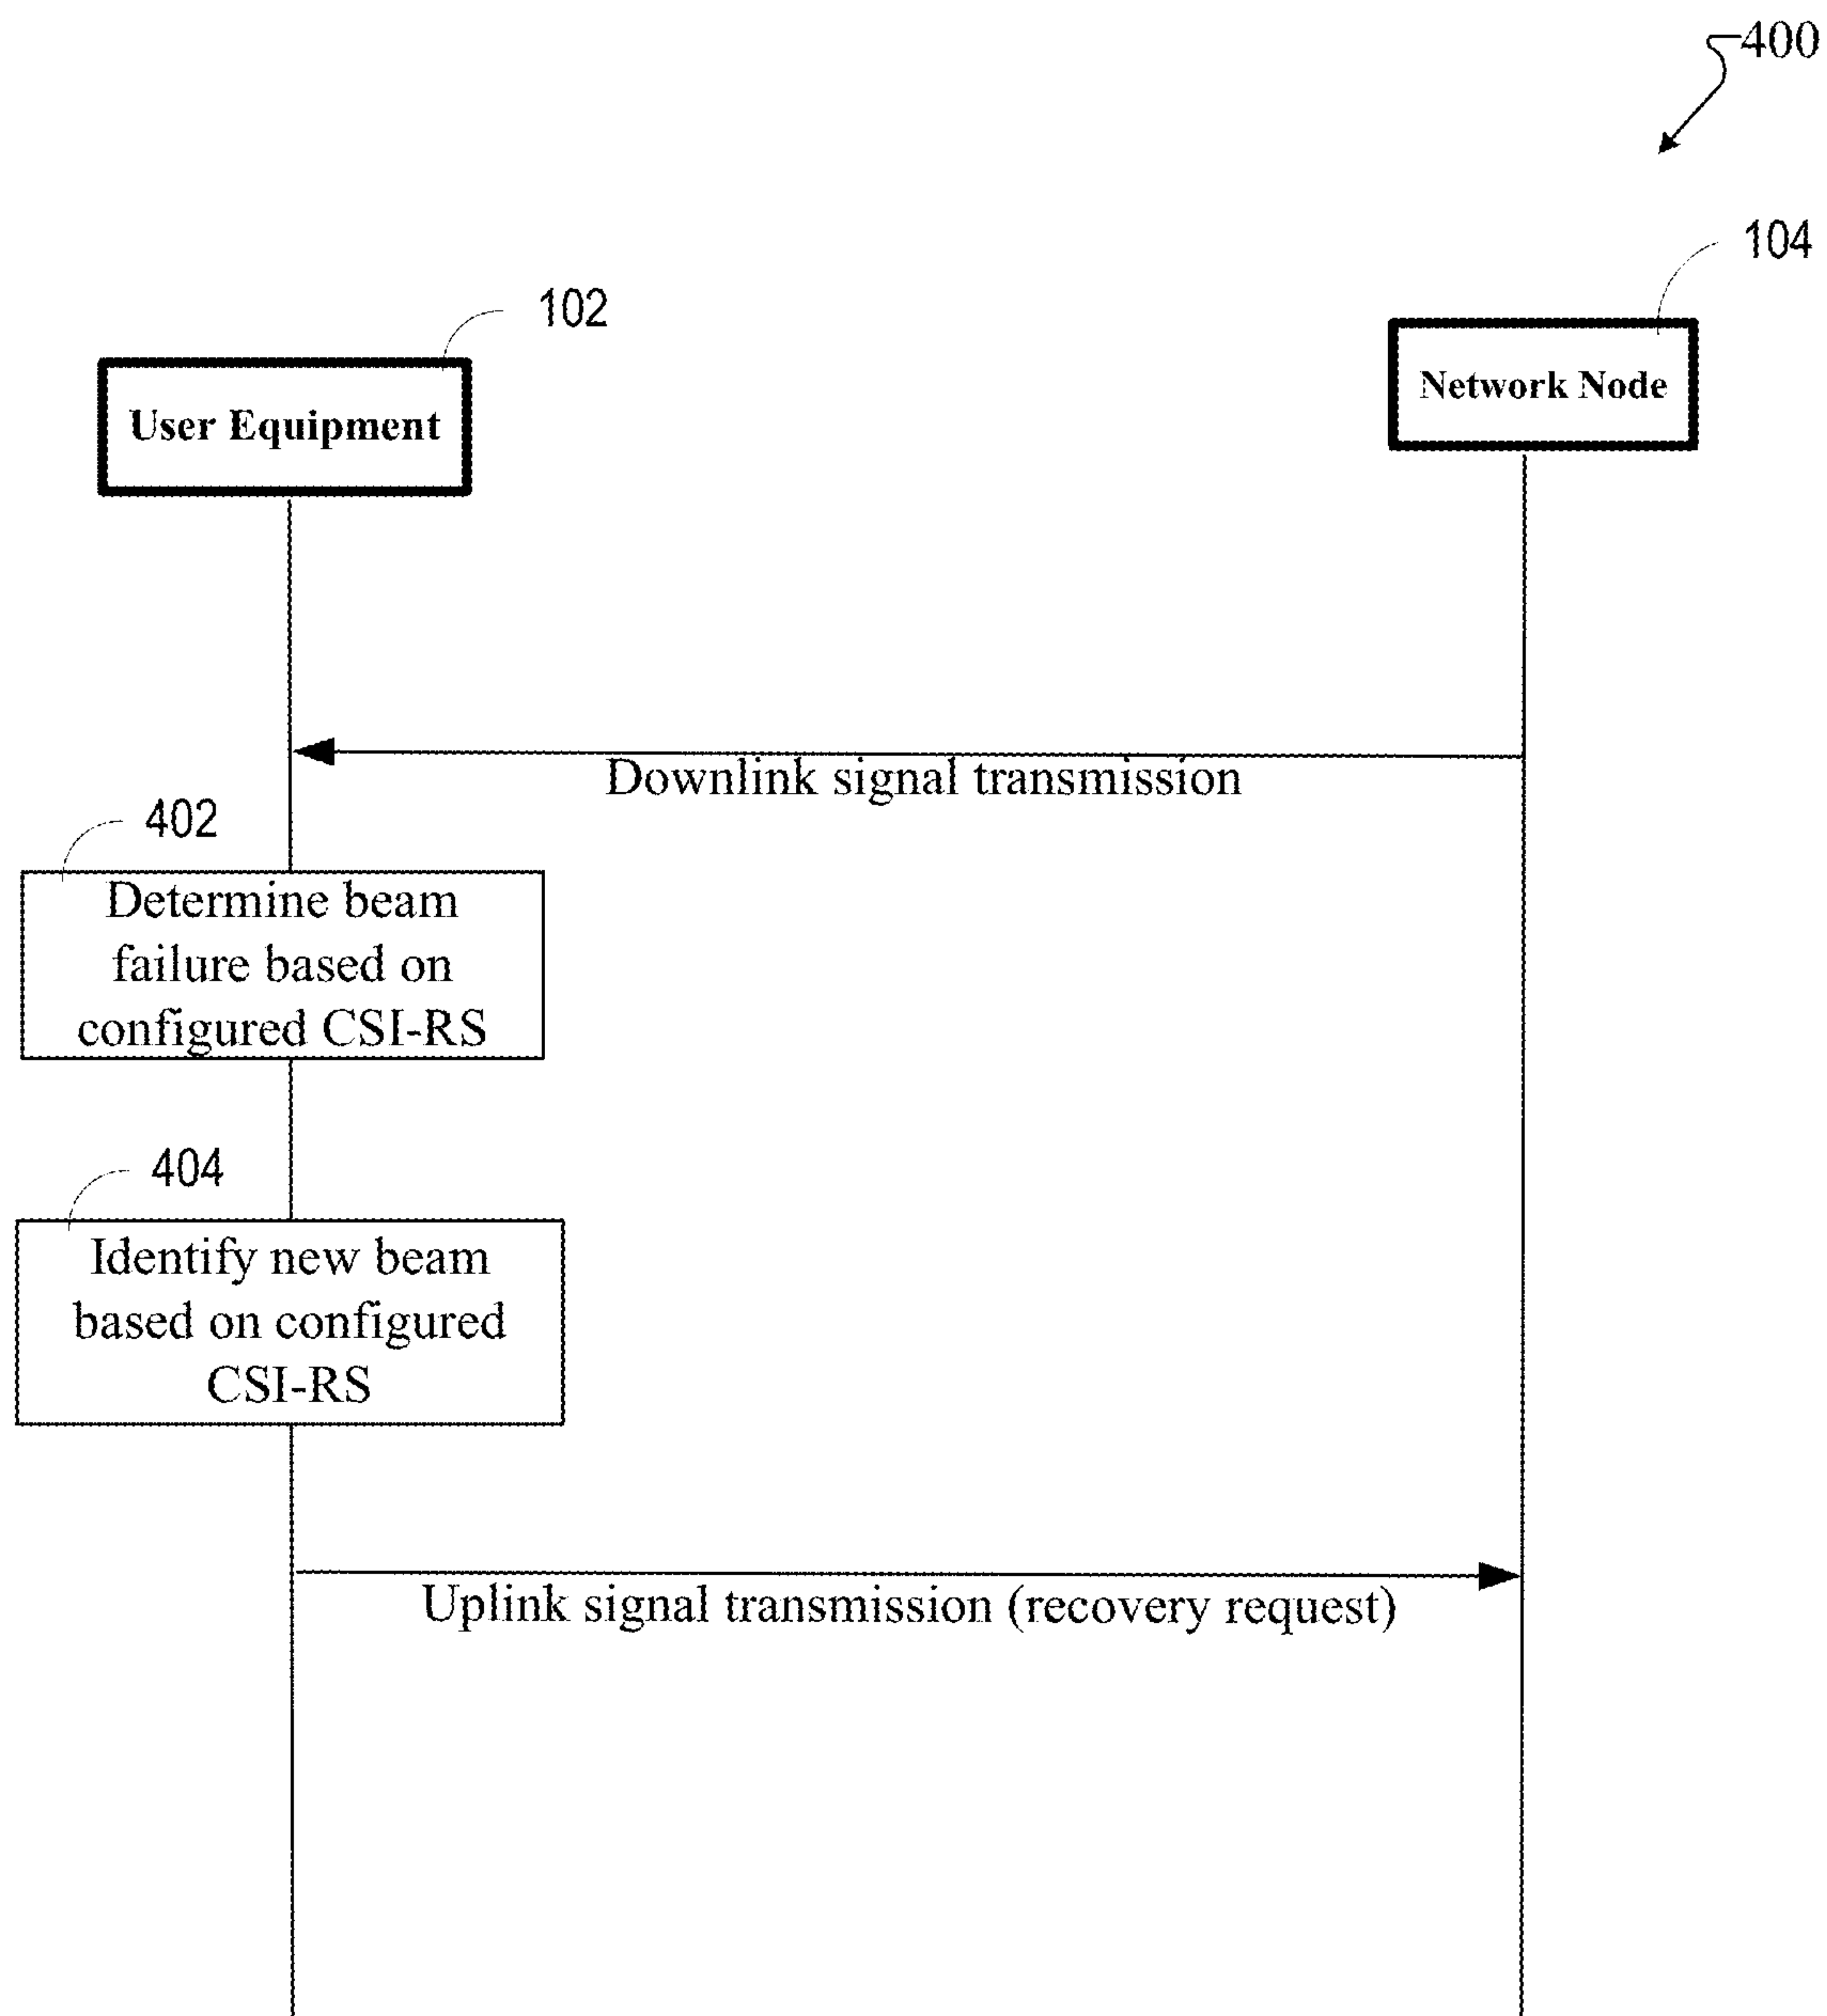 400
104
102
Network Node
User Equipment
Downlink signal transmission
402
Determine beam
failure based on
configured CSI-RS
404
Identify new beam
based on configured
CSI-RS
Uplink signal transmission (recovery request)